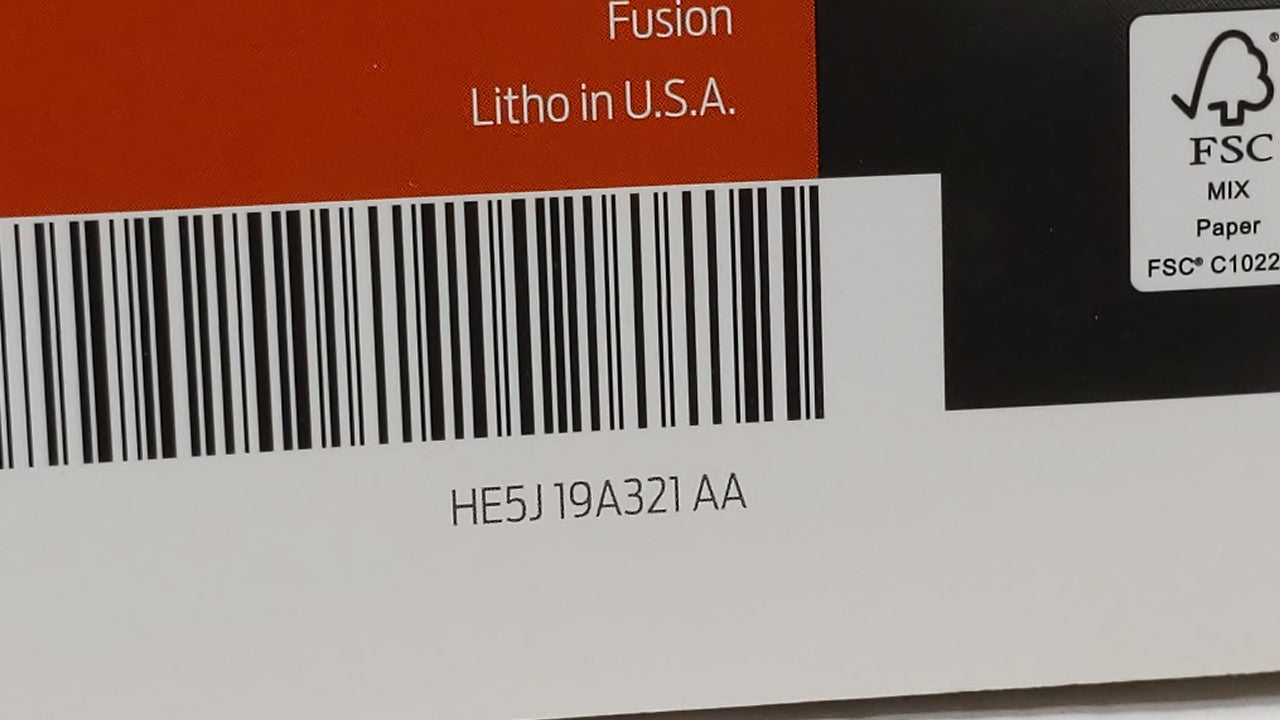 Fusion
Litho in U.S.A.
®
FSC
MIX
Paper
FSC® C1022
HE5J 19A321 AA